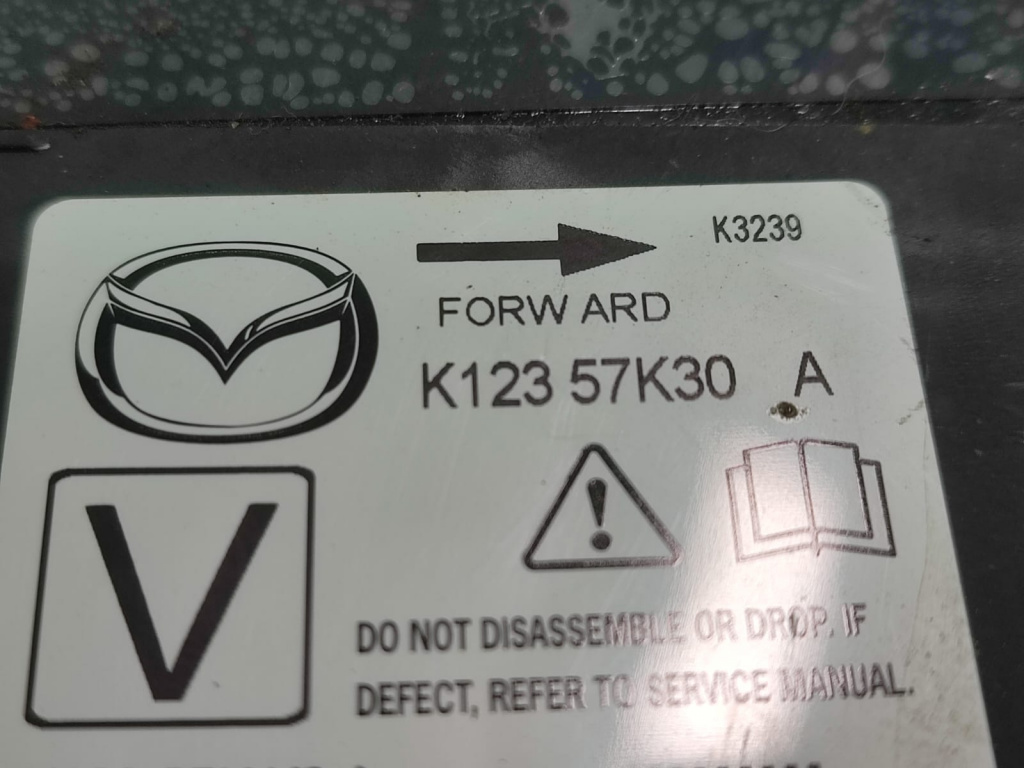 K3239
FORWARD
K123 57K30 A
V
DO NOT DISASSEMBLE OR DROP. IF
DEFECT, REFER TO SERVICE MANUAL.